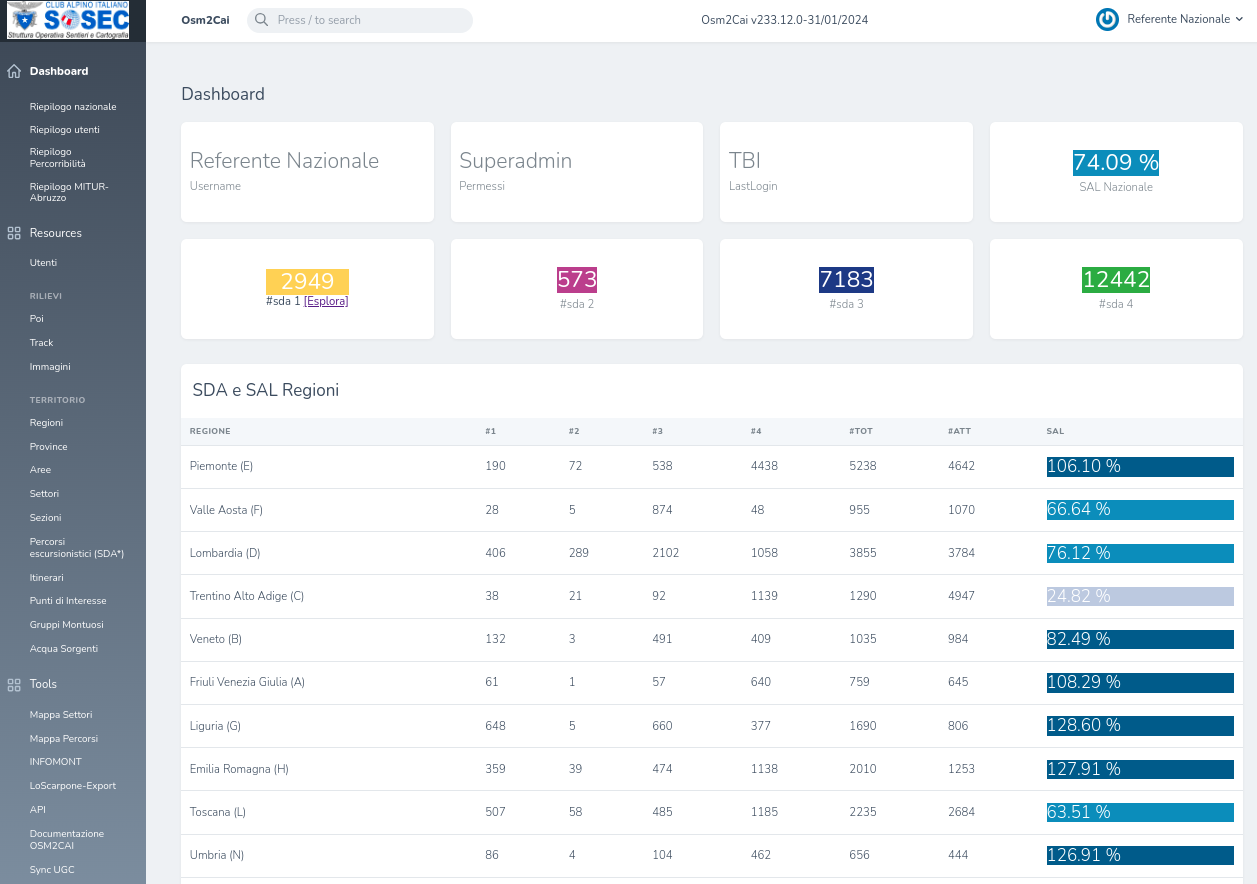 CLUB ALPINO ITALIANO
SOSEC
Struttura Operativa Sentieri e Cartografia
Osm2Cai
Press / to search
Osm2Cai v233.12.0-31/01/2024
Referente Nazionale
Dashboard
Riepilogo nazionale
Riepilogo utenti
Riepilogo
Percorribilità
Riepilogo MITUR-
Abruzzo
Resources
Utenti
RILIEVI
Poi
Track
Immagini
TERRITORIO
Regioni
Province
Aree
Settori
Sezioni
Percorsi
escursionistici (SDA*)
Itinerari
Punti di Interesse
Gruppi Montuosi
Acqua Sorgenti
Tools
Mappa Settori
Mappa Percorsi
INFOMONT
LoScarpone-Export
API
Documentazione
OSM2CAI
Sync UGC
Dashboard
Referente Nazionale
Username
Superadmin
Permessi
TBI
LastLogin
74.09 %
SAL Nazionale
2949
#sda 1 [Esplora]
573
#sda 2
7183
#sda 3
12442
#sda 4
SDA e SAL Regioni
REGIONE #1 #2 #3 #4 #TOT #ATT SAL
Piemonte (E) 190 72 538 4438 5238 4642 106.10 %
Valle Aosta (F) 28 5 874 48 955 1070 66.64 %
Lombardia (D) 406 289 2102 1058 3855 3784 76.12 %
Trentino Alto Adige (C) 38 21 92 1139 1290 4947 24.82 %
Veneto (B) 132 3 491 409 1035 984 82.49 %
Friuli Venezia Giulia (A) 61 1 57 640 759 645 108.29 %
Liguria (G) 648 5 660 377 1690 806 128.60 %
Emilia Romagna (H) 359 39 474 1138 2010 1253 127.91 %
Toscana (L) 507 58 485 1185 2235 2684 63.51 %
Umbria (N) 86 4 104 462 656 444 126.91 %